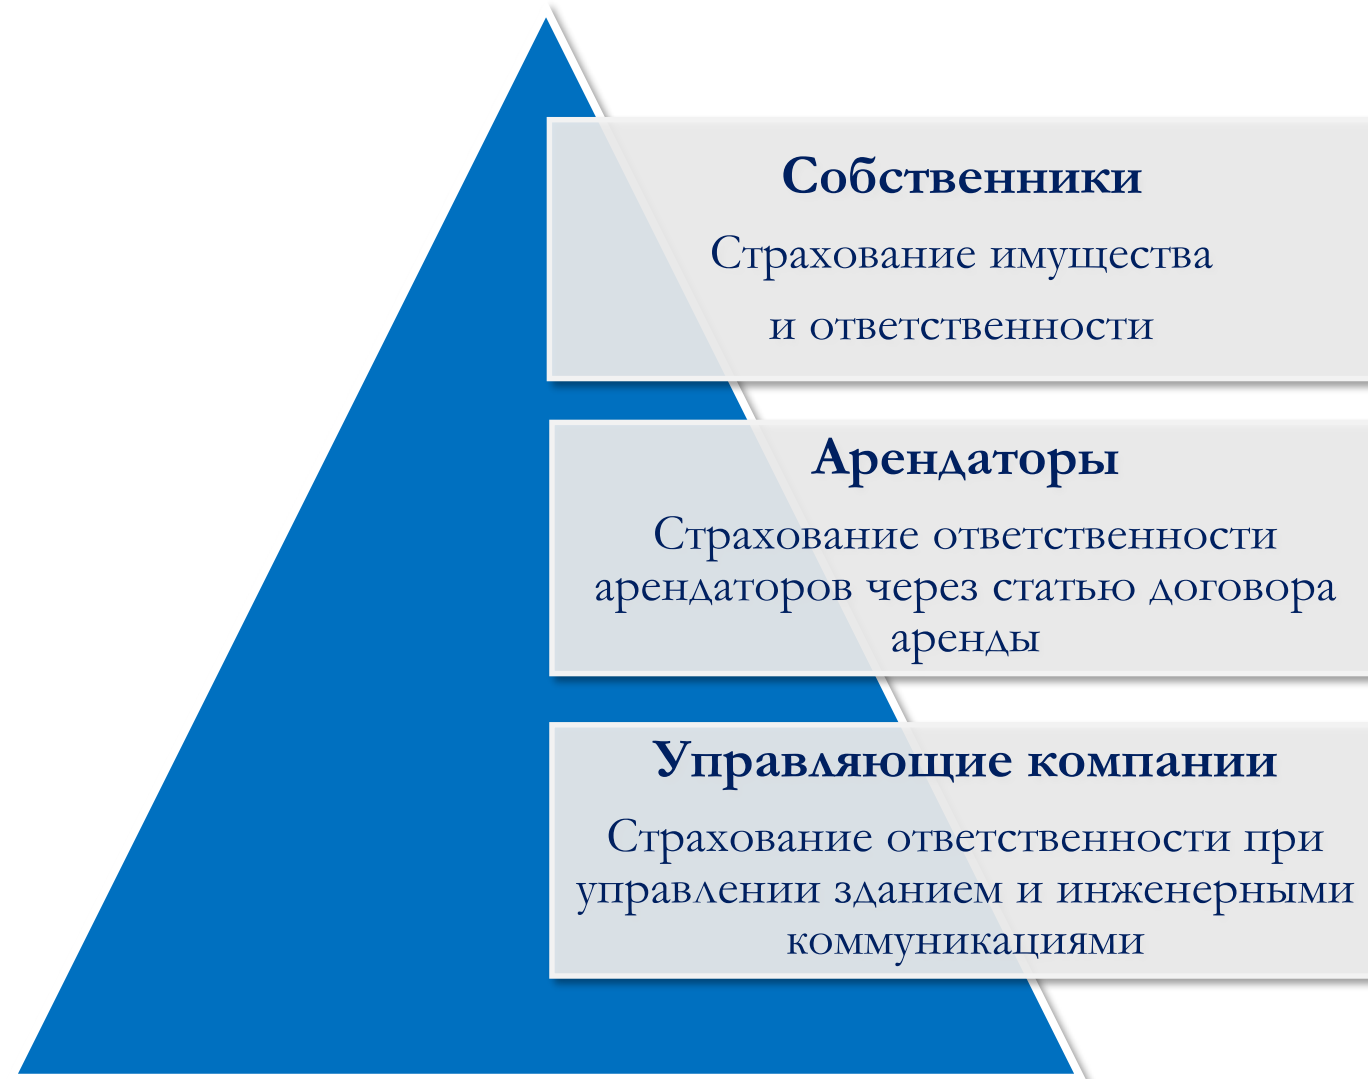 Собственники
Страхование имущества
и ответственности
Арендаторы
Страхование ответственности
арендаторов через статью договора
аренды
Управляющие компании
Страхование ответственности при
управлении зданием и инженерными
коммуникациями